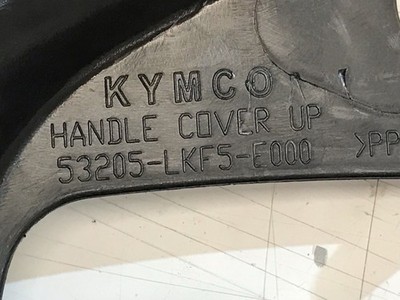 KYMCO
HANDLE COVER UP
53205-LKF5-E000 >PP